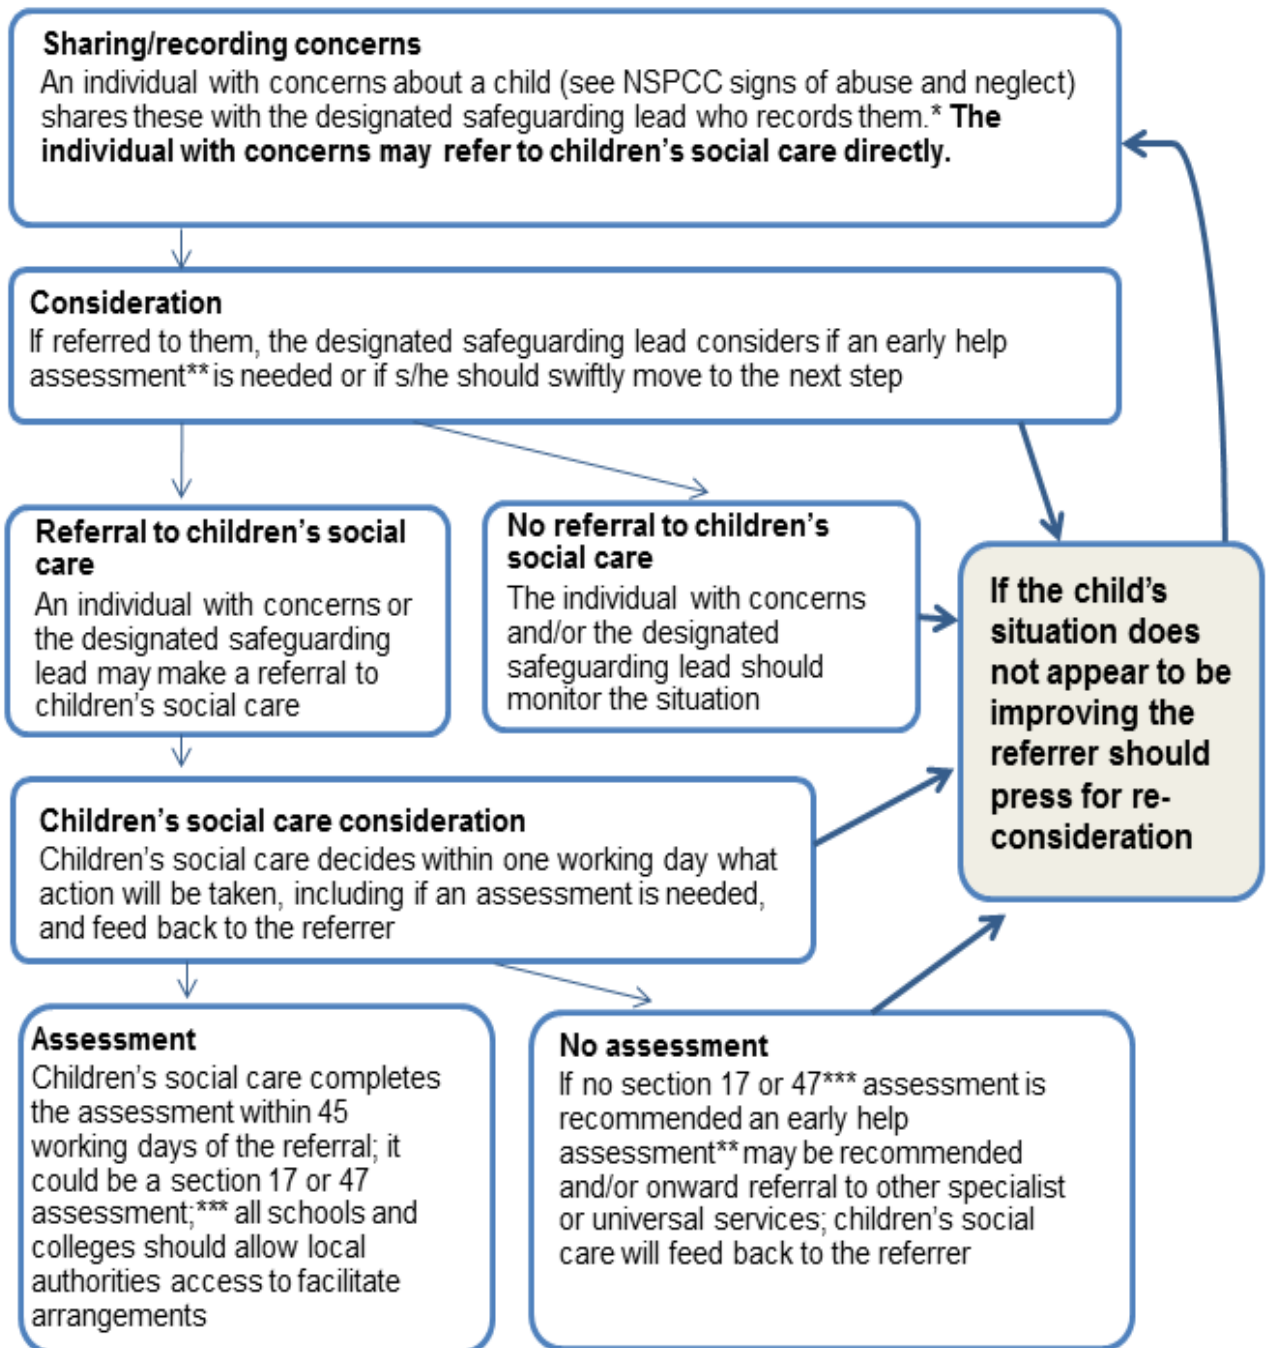 Sharing/recording concerns
An individual with concerns about a child (see NSPCC signs of abuse and neglect)
shares these with the designated safeguarding lead who records them.* The
individual with concerns may refer to children's social care directly.
Consideration
If referred to them, the designated safeguarding lead considers if an early help
assessment** is needed or if s/he should swiftly move to the next step
Referral to children's social
care
An individual with concerns or
the designated safeguarding
lead may make a referral to
children's social care
No referral to children's
social care
The individual with concerns
and/or the designated
safeguarding lead should
monitor the situation
If the child's
situation does
not appear to be
improving the
referrer should
press for re-
consideration
Children's social care consideration
Children's social care decides within one working day what
action will be taken, including if an assessment is needed,
and feed back to the referrer
Assessment
Children's social care completes
the assessment within 45
working days of the referral; it
could be a section 17 or 47
assessment;*** all schools and
colleges should allow local
authorities access to facilitate
arrangements
No assessment
If no section 17 or 47*** assessment is
recommended an early help
assessment** may be recommended
and/or onward referral to other specialist
or universal services; children's social
care will feed back to the referrer